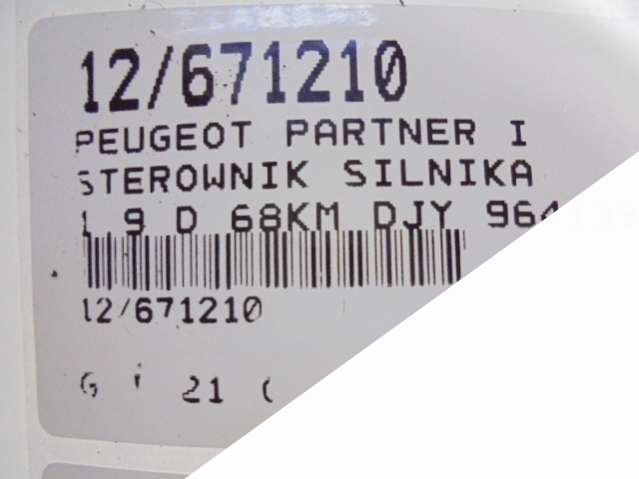 12/671210
PEUGEOT PARTNER I
STEROWNIK SILNIKA
1.9 D 68KM DJY
12/671210
21